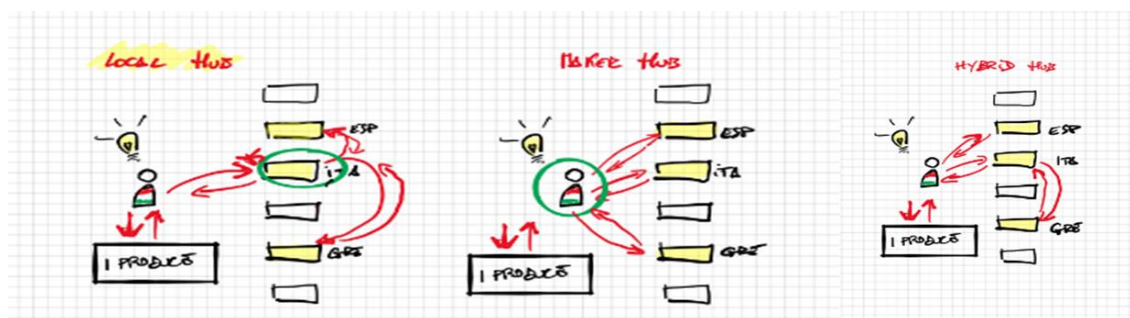 LOCAL HUB
ESP
ITA
GRE
1 PRODUCT
MAKER HUB
ESP
ITA
GRE
1 PRODUCT
HYBRID HUB
ESP
ITA
GRE
1 PRODUCT